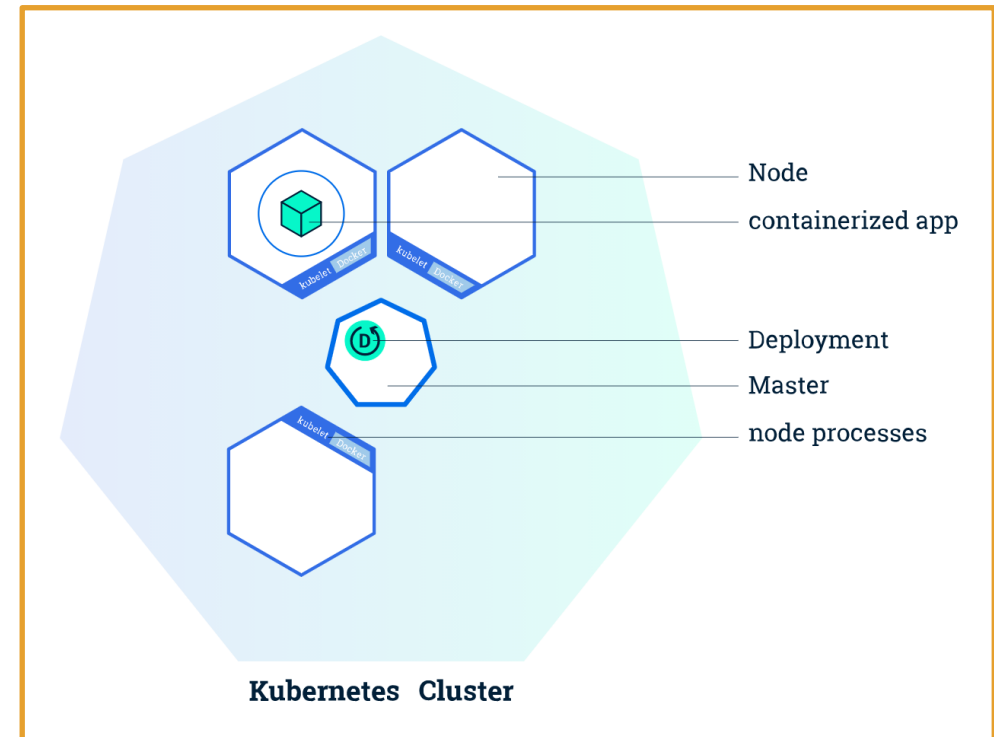 Node
containerized app
kubelet Docker
kubelet Docker
D
Deployment
Master
kubelet Docker
node processes
Kubernetes Cluster